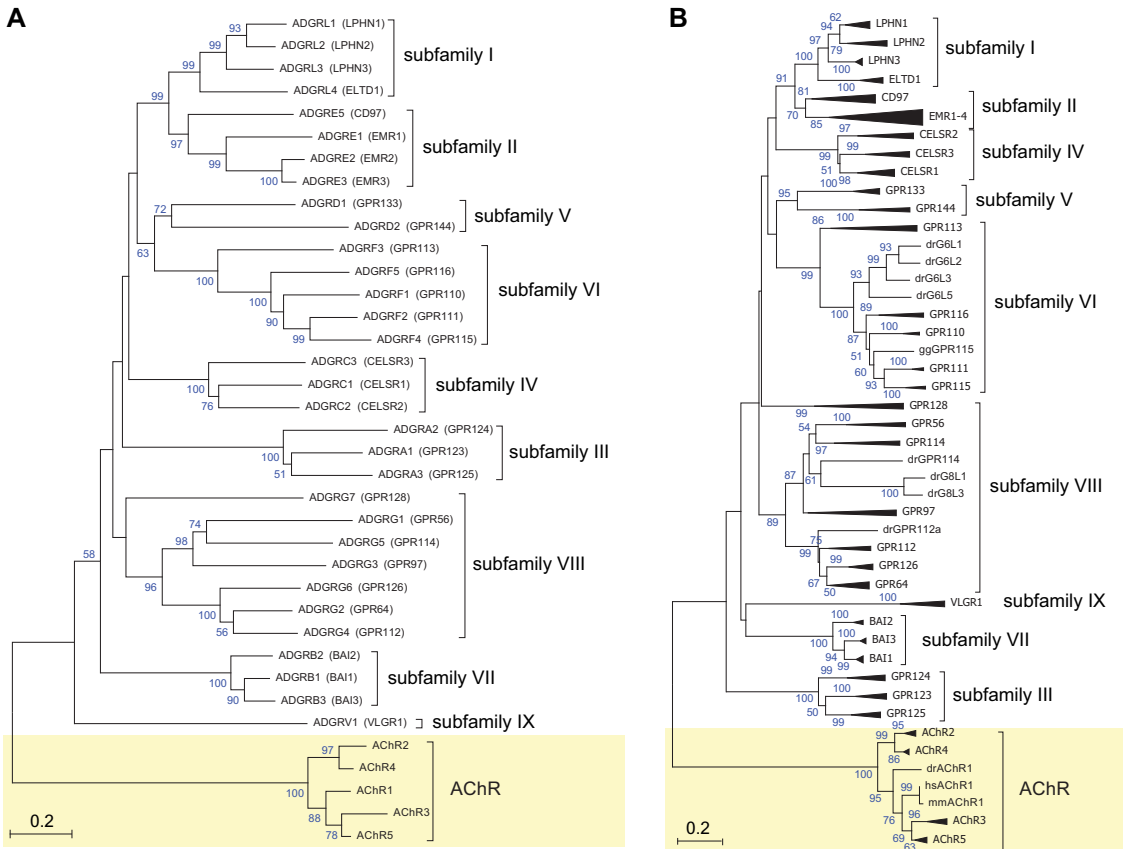 A
93
ADGRL1 (LPHN1)
99
ADGRL2 (LPHN2)
99
ADGRL3 (LPHN3)
subfamily I
99
ADGRL4 (ELTD1)
ADGRE5 (CD97)
97
ADGRE1 (EMR1)
99
ADGRE2 (EMR2)
subfamily II
100
ADGRE3 (EMR3)
72
ADGRD1 (GPR133)
ADGRD2 (GPR144)
subfamily V
63
ADGRF3 (GPR113)
100
ADGRF5 (GPR116)
100
ADGRF1 (GPR110)
subfamily VI
90
ADGRF2 (GPR111)
99
ADGRF4 (GPR115)
ADGRC3 (CELSR3)
100
ADGRC1 (CELSR1)
subfamily IV
76
ADGRC2 (CELSR2)
ADGRA2 (GPR124)
100
ADGRA1 (GPR123)
subfamily III
51
ADGRA3 (GPR125)
ADGRG7 (GPR128)
74
ADGRG1 (GPR56)
98
ADGRG5 (GPR114)
58
ADGRG3 (GPR97)
subfamily VIII
96
ADGRG6 (GPR126)
100
ADGRG2 (GPR64)
56
ADGRG4 (GPR112)
ADGRB2 (BAI2)
100
ADGRB1 (BAI1)
subfamily VII
90
ADGRB3 (BAI3)
ADGRV1 (VLGR1)
subfamily IX
97
AChR2
AChR4
100
AChR1
AChR
88
AChR3
78
AChR5
0.2
B
62
94
LPHN1
97
LPHN2
79
100
LPHN3
subfamily I
100
91
ELTD1
100
81
CD97
70
85
EMR1-4
subfamily II
97
CELSR2
99
99
CELSR3
subfamily IV
51
98
CELSR1
100
95
GPR133
100
GPR144
subfamily V
86
GPR113
93
drG6L1
99
drG6L2
99
93
drG6L3
drG6L5
100
89
GPR116
subfamily VI
100
87
GPR110
51
ggGPR115
100
60
GPR111
93
GPR115
100
GPR128
99
100
54
GPR56
GPR114
97
drGPR114
87
61
drG8L1
100
drG8L3
subfamily VIII
GPR97
89
drGPR112a
75
99
GPR112
99
GPR126
67
50
GPR64
100
VLGR1
subfamily IX
100
BAI2
100
100
BAI3
subfamily VII
94
99
BAI1
99
99
GPR124
100
100
GPR123
subfamily III
50
99
GPR125
95
99
AChR2
86
AChR4
100
drAChR1
95
99
hsAChR1
AChR
mmAChR1
76
96
AChR3
69
63
AChR5
0.2